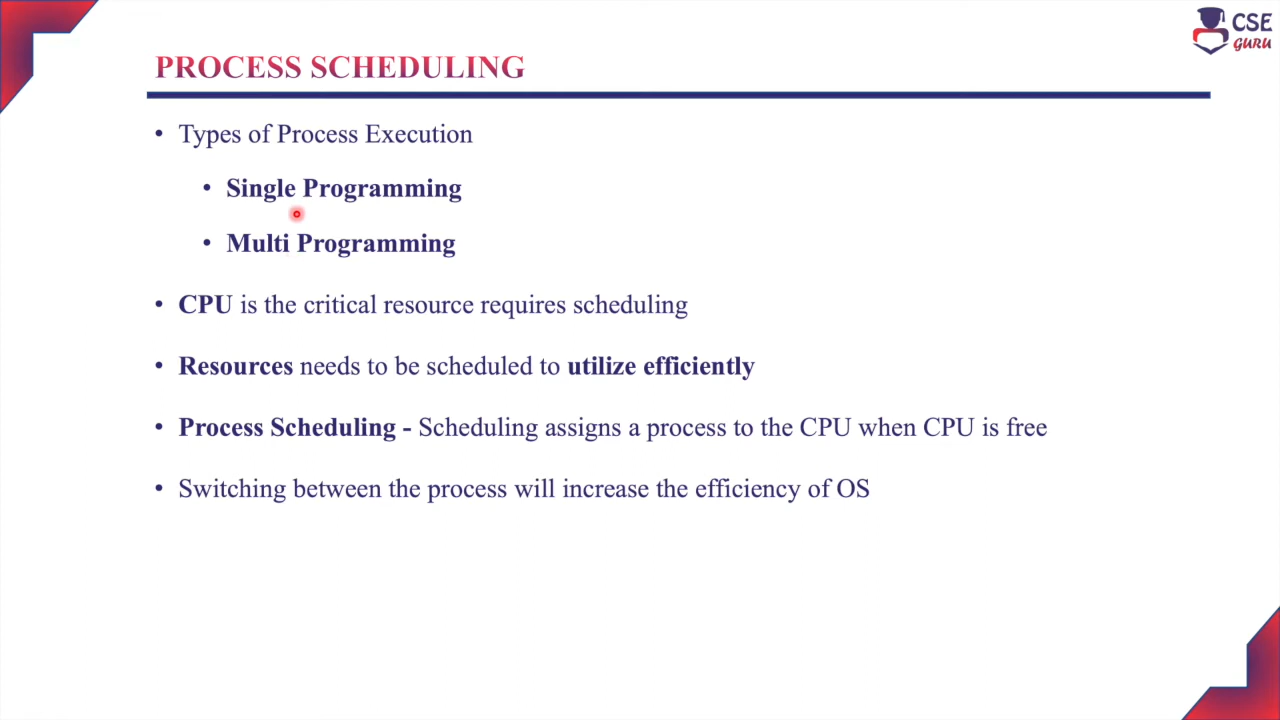 CSE
GURU
PROCESS SCHEDULING
• Types of Process Execution
• Single Programming
• Multi Programming
• CPU is the critical resource requires scheduling
• Resources needs to be scheduled to utilize efficiently
• Process Scheduling - Scheduling assigns a process to the CPU when CPU is free
• Switching between the process will increase the efficiency of OS